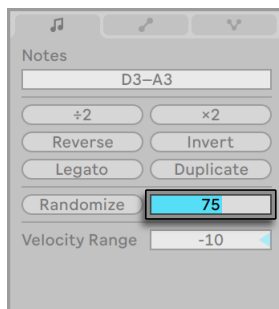 Notes
D3–A3
÷2 ×2
Reverse Invert
Legato Duplicate
Randomize 75
Velocity Range -10